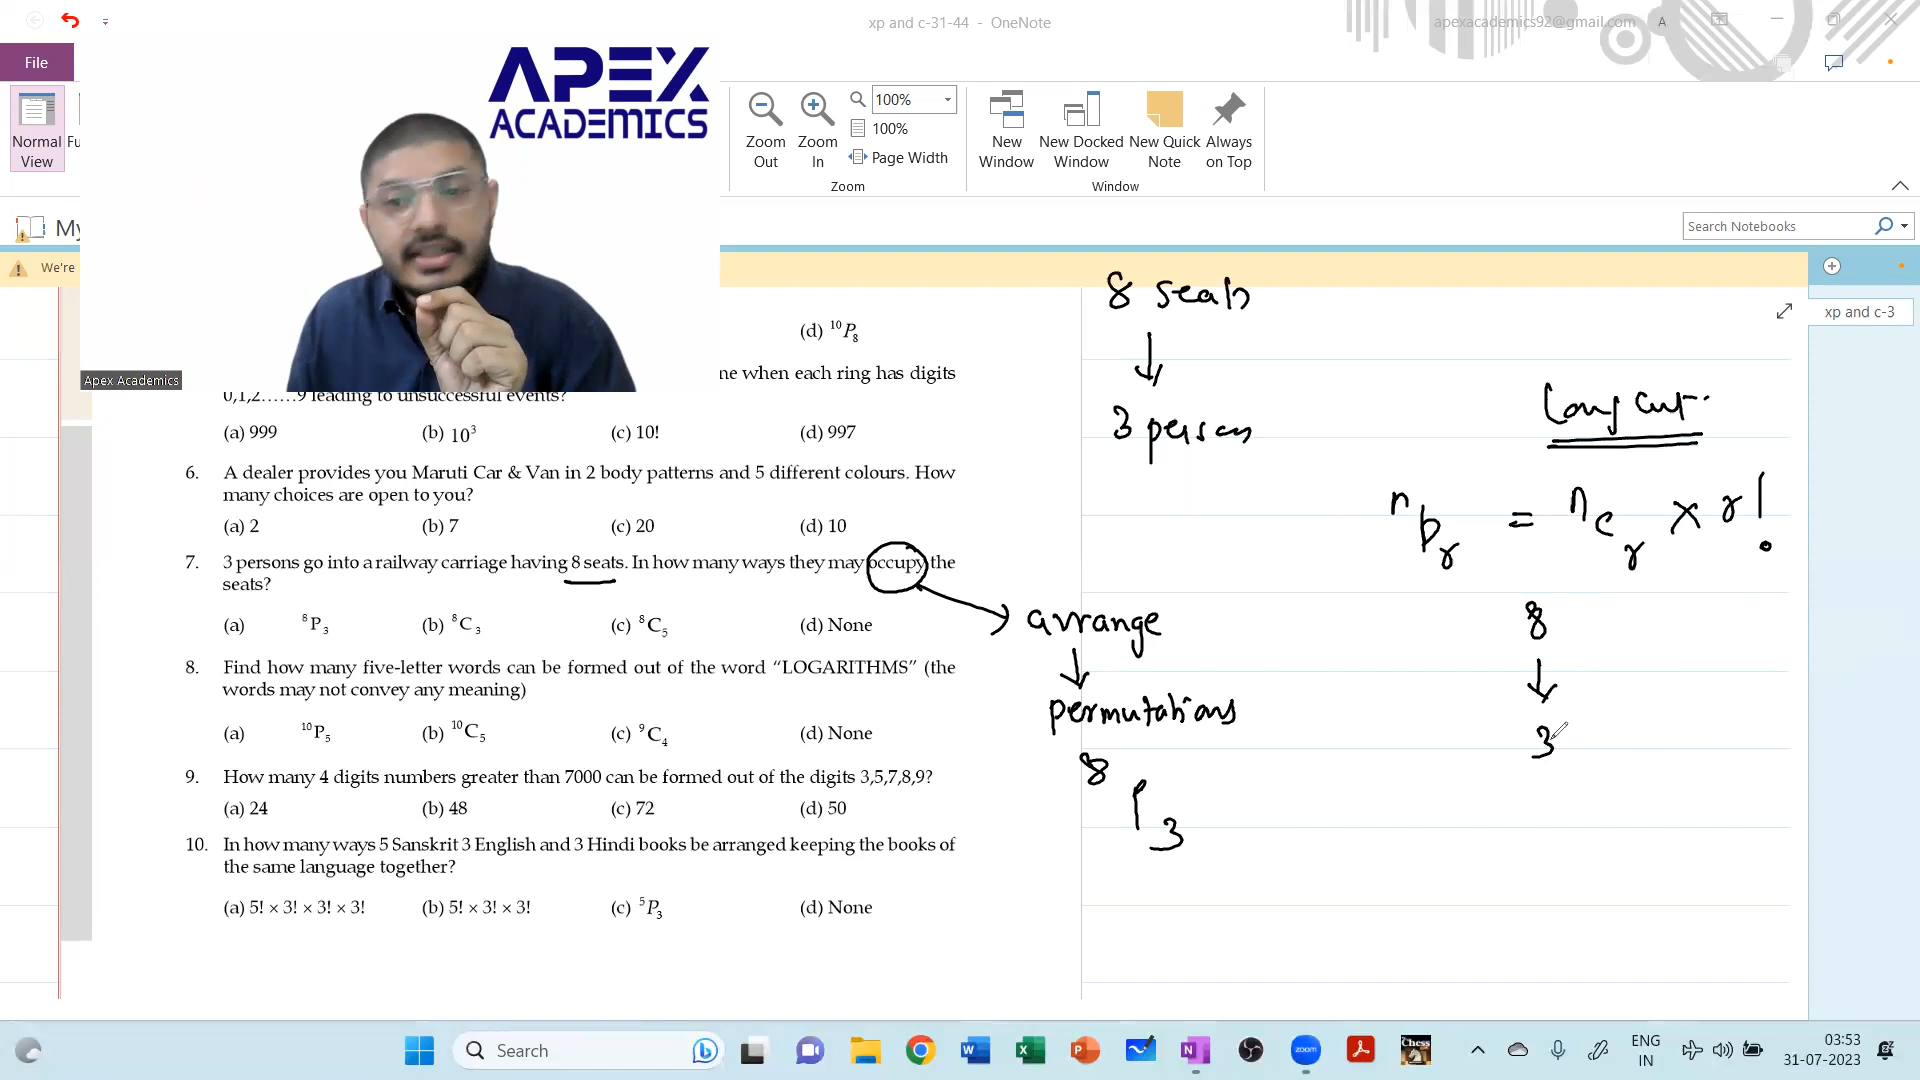 xp and c-31-44 - OneNote
apexacademics92@gmail.com A
File
APEX
ACADEMICS
Normal
View
Fu
Zoom
Out
Zoom
In
100%
100%
Page Width
Zoom
New
Window
New Docked
Window
New Quick
Note
Always
on Top
Window
My
Search Notebooks
We're
xp and c-3
Apex Academics
(d) ¹⁰P₈
ne when each ring has digits
0,1,2……9 leading to unsuccessful events?
(a) 999 (b) 10³ (c) 10! (d) 997
6. A dealer provides you Maruti Car & Van in 2 body patterns and 5 different colours. How
many choices are open to you?
(a) 2 (b) 7 (c) 20 (d) 10
7. 3 persons go into a railway carriage having 8 seats. In how many ways they may occupy the
seats?
(a) ⁸P₃ (b) ⁸C₃ (c) ⁸C₅ (d) None
8. Find how many five-letter words can be formed out of the word “LOGARITHMS” (the
words may not convey any meaning)
(a) ¹⁰P₅ (b) ¹⁰C₅ (c) ⁹C₄ (d) None
9. How many 4 digits numbers greater than 7000 can be formed out of the digits 3,5,7,8,9?
(a) 24 (b) 48 (c) 72 (d) 50
10. In how many ways 5 Sanskrit 3 English and 3 Hindi books be arranged keeping the books of
the same language together?
(a) 5! × 3! × 3! × 3! (b) 5! × 3! × 3! (c) ⁵P₃ (d) None
8 seats
↓
3 person
arrange
↓
permutations
⁸P₃
Long cut
ⁿPᵣ = ⁿCᵣ × r!
8
↓
3
Search
ENG
IN
03:53
31-07-2023